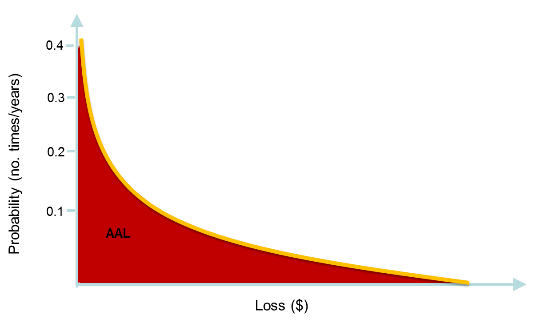 0.4
0.3
0.2
0.1
Probability (no. times/years)
AAL
Loss ($)